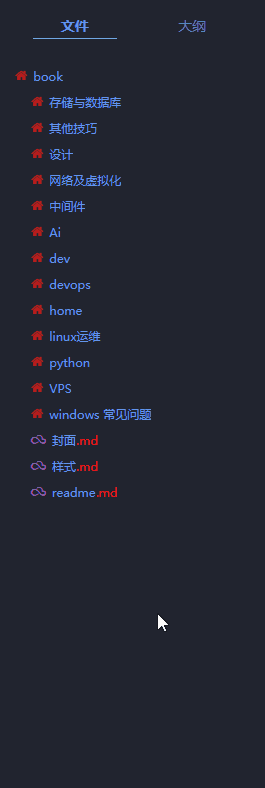 文件 大纲
book
存储与数据库
其他技巧
设计
网络及虚拟化
中间件
Ai
dev
devops
home
linux运维
python
VPS
windows 常见问题
封面.md
样式.md
readme.md